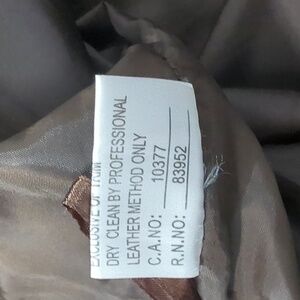 EXCLUSIVE OF TRIM
DRY CLEAN BY PROFESSIONAL
LEATHER METHOD ONLY
C.A.NO: 10377
R.N.NO: 83952